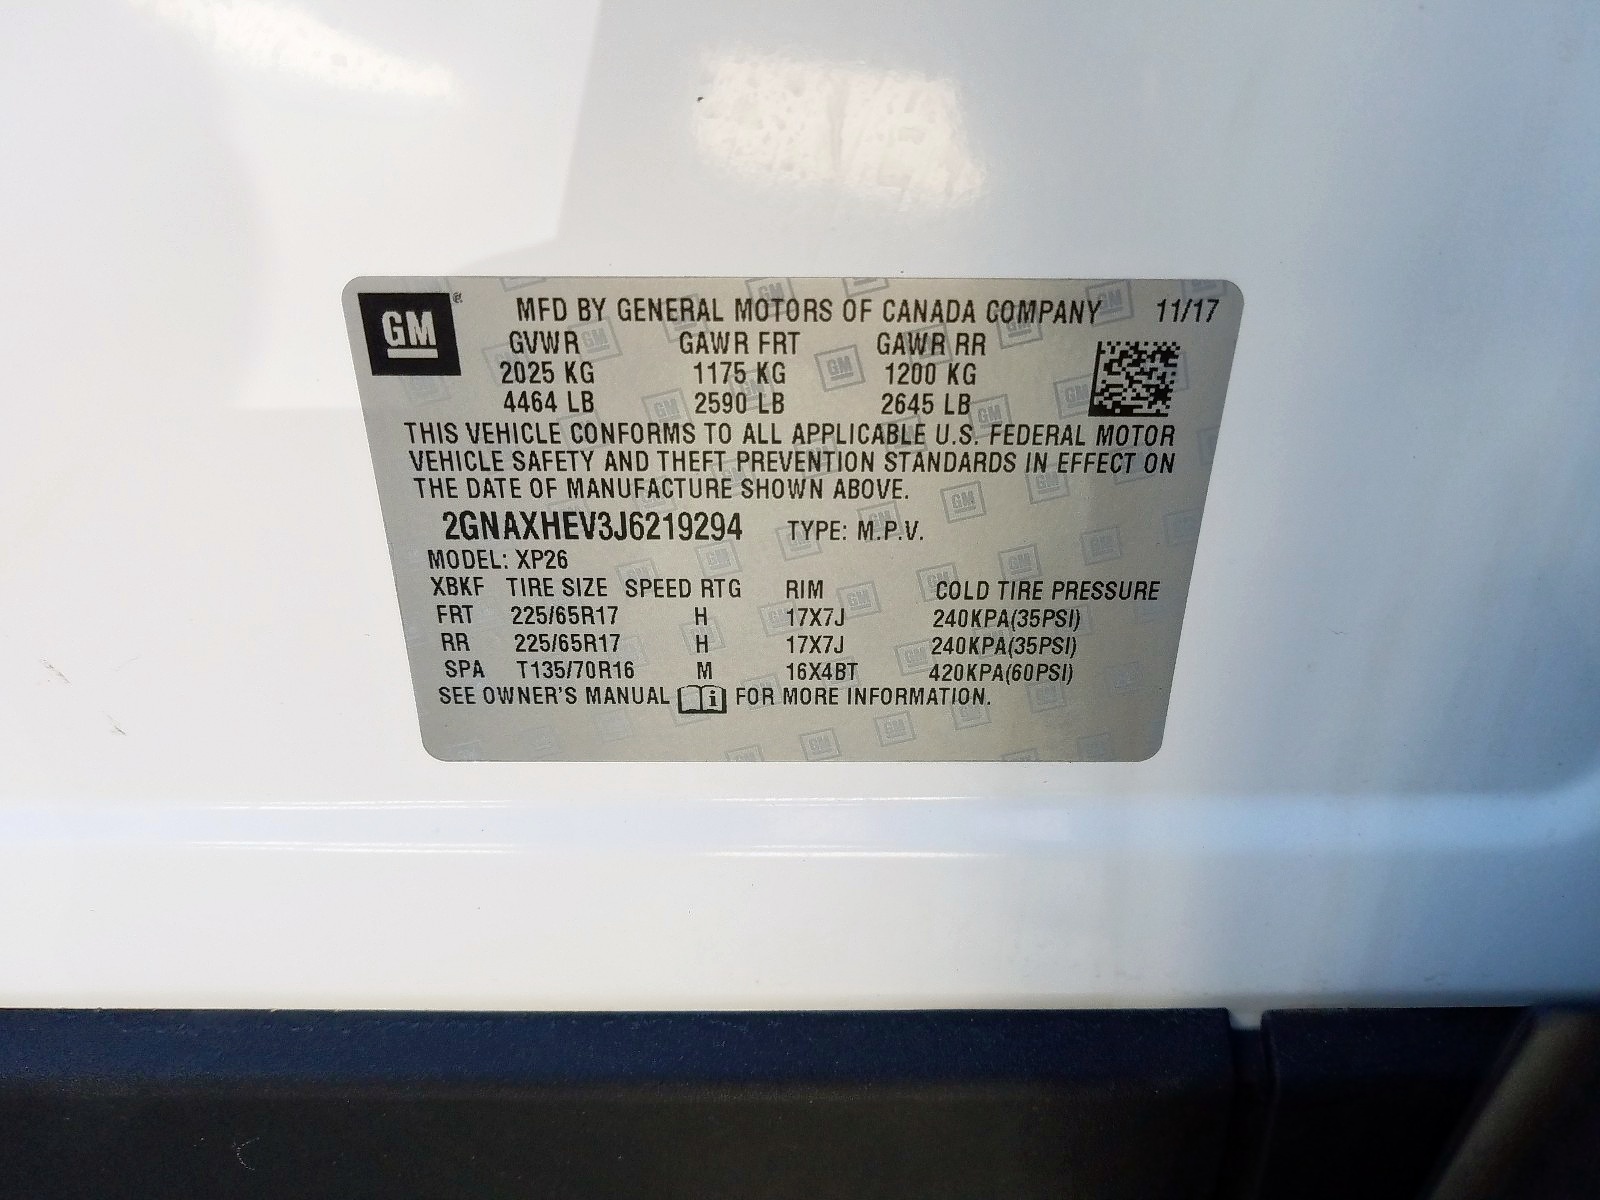 GM ® MFD BY GENERAL MOTORS OF CANADA COMPANY 11/17
GVWR GAWR FRT GAWR RR
2025 KG 1175 KG 1200 KG
4464 LB 2590 LB 2645 LB
THIS VEHICLE CONFORMS TO ALL APPLICABLE U.S. FEDERAL MOTOR
VEHICLE SAFETY AND THEFT PREVENTION STANDARDS IN EFFECT ON
THE DATE OF MANUFACTURE SHOWN ABOVE.
2GNAXHEV3J6219294 TYPE: M.P.V.
MODEL: XP26
XBKF TIRE SIZE SPEED RTG RIM COLD TIRE PRESSURE
FRT 225/65R17 H 17X7J 240KPA(35PSI)
RR 225/65R17 H 17X7J 240KPA(35PSI)
SPA T135/70R16 M 16X4BT 420KPA(60PSI)
SEE OWNER'S MANUAL i FOR MORE INFORMATION.